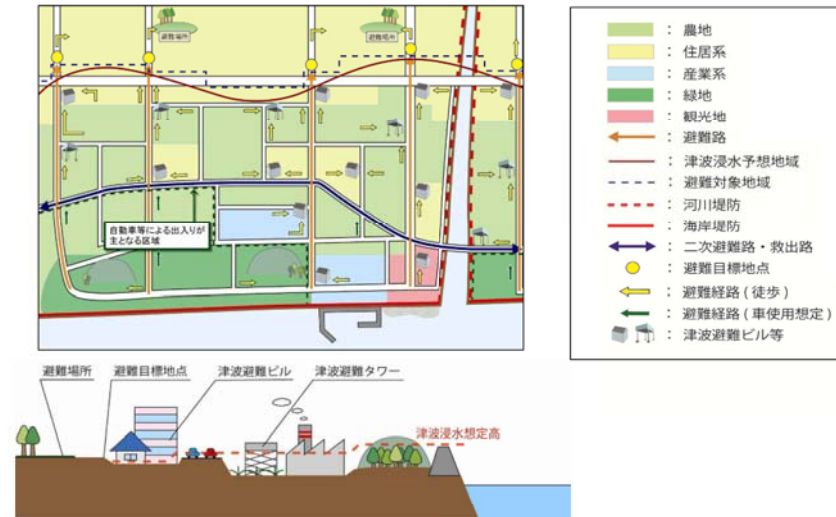 避難場所
避難場所
自動車等による出入りが
主となる区域
： 農地
： 住居系
： 産業系
： 緑地
： 観光地
： 避難路
： 津波浸水予想地域
： 避難対象地域
： 河川堤防
： 海岸堤防
： 二次避難路・救出路
： 避難目標地点
： 避難経路(徒歩)
： 避難経路(車使用想定)
： 津波避難ビル等
避難場所 避難目標地点 津波避難ビル 津波避難タワー
津波浸水想定高